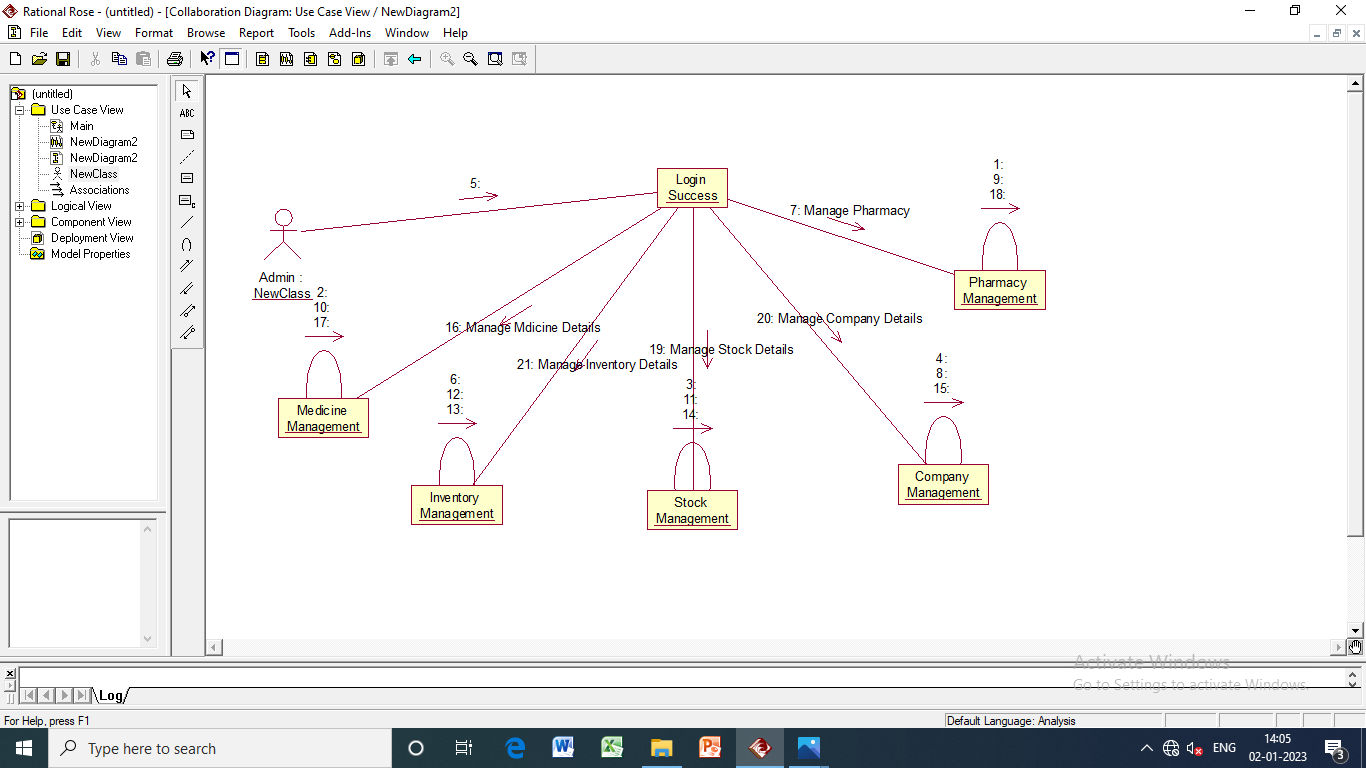 Rational Rose - (untitled) - [Collaboration Diagram: Use Case View / NewDiagram2]
File Edit View Format Browse Report Tools Add-Ins Window Help
(untitled)
Use Case View
Main
NewDiagram2
NewDiagram2
NewClass
Associations
Logical View
Component View
Deployment View
Model Properties
ABC
5:
Login
Success
1:
9:
18:
7: Manage Pharmacy
Pharmacy
Management
Admin :
NewClass
2:
10:
17:
16: Manage Mdicine Details
20: Manage Company Details
19: Manage Stock Details
21: Manage Inventory Details
Medicine
Management
6:
12:
13:
3:
11:
14:
4:
8:
15:
Inventory
Management
Stock
Management
Company
Management
Activate Windows
Go to Settings to activate Windows.
Log
For Help, press F1
Default Language: Analysis
Type here to search
ENG
14:05
02-01-2023
3